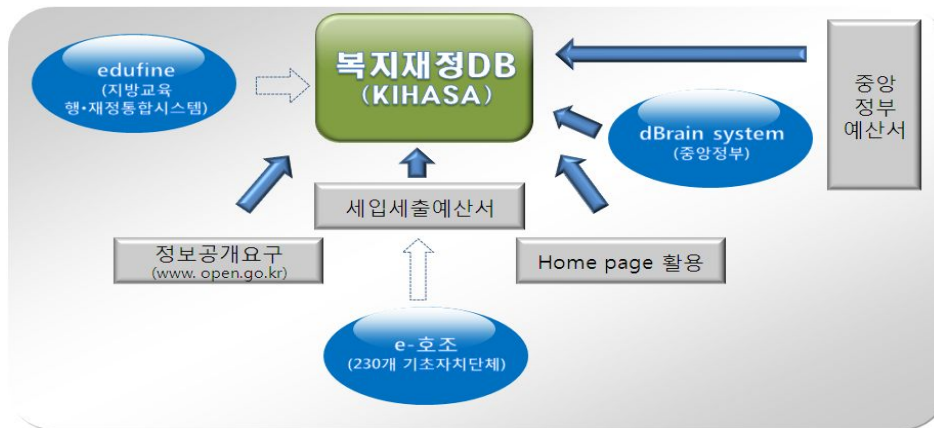 edufine
(지방교육
행•재정통합시스템)
복지재정DB
(KIHASA)
중앙
정부
예산서
dBrain system
(중앙정부)
세입세출예산서
정보공개요구
(www. open.go.kr)
Home page 활용
e-호조
(230개 기초자치단체)